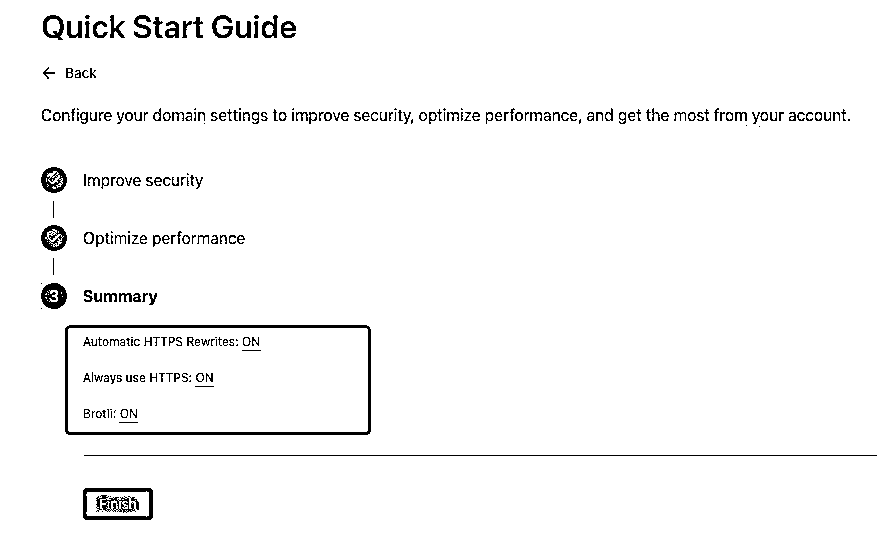 Quick Start Guide
← Back
Configure your domain settings to improve security, optimize performance, and get the most from your account.
Improve security
Optimize performance
3 Summary
Automatic HTTPS Rewrites: ON
Always use HTTPS: ON
Brotli: ON
Finish